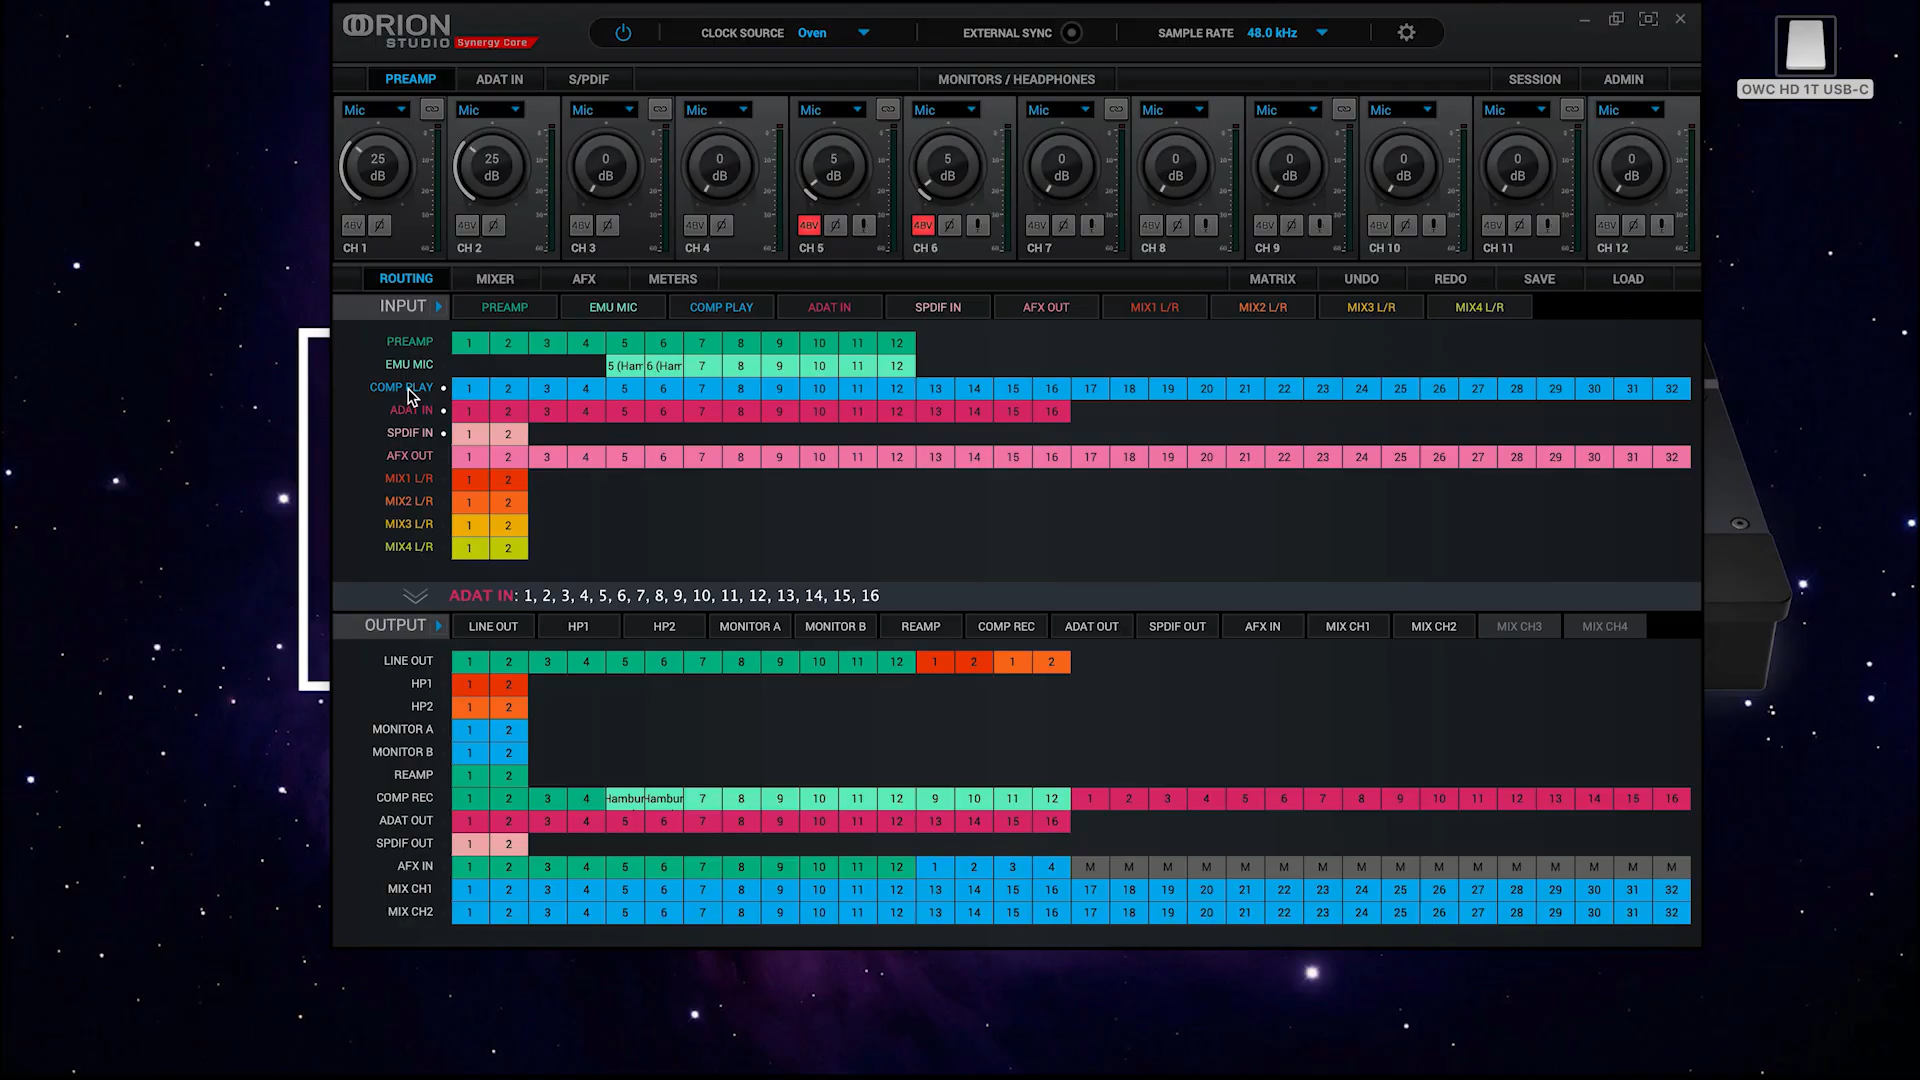 ORION
STUDIO Synergy Core
CLOCK SOURCE Oven
EXTERNAL SYNC
SAMPLE RATE 48.0 kHz
OWC HD 1T USB-C
PREAMP ADAT IN S/PDIF MONITORS / HEADPHONES SESSION ADMIN
Mic Mic Mic Mic Mic Mic Mic Mic Mic Mic Mic Mic
25 25 0 0 5 5 0 0 0 0 0 0
dB dB dB dB dB dB dB dB dB dB dB dB
48V 48V 48V 48V 48V 48V 48V 48V 48V 48V 48V 48V
CH 1 CH 2 CH 3 CH 4 CH 5 CH 6 CH 7 CH 8 CH 9 CH 10 CH 11 CH 12
ROUTING MIXER AFX METERS MATRIX UNDO REDO SAVE LOAD
INPUT PREAMP EMU MIC COMP PLAY ADAT IN SPDIF IN AFX OUT MIX1 L/R MIX2 L/R MIX3 L/R MIX4 L/R
PREAMP 1 2 3 4 5 6 7 8 9 10 11 12
EMU MIC 5 (Ham 6 (Ham 7 8 9 10 11 12
COMP PLAY 1 2 3 4 5 6 7 8 9 10 11 12 13 14 15 16 17 18 19 20 21 22 23 24 25 26 27 28 29 30 31 32
ADAT IN 1 2 3 4 5 6 7 8 9 10 11 12 13 14 15 16
SPDIF IN 1 2
AFX OUT 1 2 3 4 5 6 7 8 9 10 11 12 13 14 15 16 17 18 19 20 21 22 23 24 25 26 27 28 29 30 31 32
MIX1 L/R 1 2
MIX2 L/R 1 2
MIX3 L/R 1 2
MIX4 L/R 1 2
ADAT IN: 1, 2, 3, 4, 5, 6, 7, 8, 9, 10, 11, 12, 13, 14, 15, 16
OUTPUT LINE OUT HP1 HP2 MONITOR A MONITOR B REAMP COMP REC ADAT OUT SPDIF OUT AFX IN MIX CH1 MIX CH2 MIX CH3 MIX CH4
LINE OUT 1 2 3 4 5 6 7 8 9 10 11 12 1 2 1 2
HP1 1 2
HP2 1 2
MONITOR A 1 2
MONITOR B 1 2
REAMP 1 2
COMP REC 1 2 3 4 Hambur Hambur 7 8 9 10 11 12 9 10 11 12 1 2 3 4 5 6 7 8 9 10 11 12 13 14 15 16
ADAT OUT 1 2 3 4 5 6 7 8 9 10 11 12 13 14 15 16
SPDIF OUT 1 2
AFX IN 1 2 3 4 5 6 7 8 9 10 11 12 1 2 3 4 M M M M M M M M M M M M M M M M
MIX CH1 1 2 3 4 5 6 7 8 9 10 11 12 13 14 15 16 17 18 19 20 21 22 23 24 25 26 27 28 29 30 31 32
MIX CH2 1 2 3 4 5 6 7 8 9 10 11 12 13 14 15 16 17 18 19 20 21 22 23 24 25 26 27 28 29 30 31 32